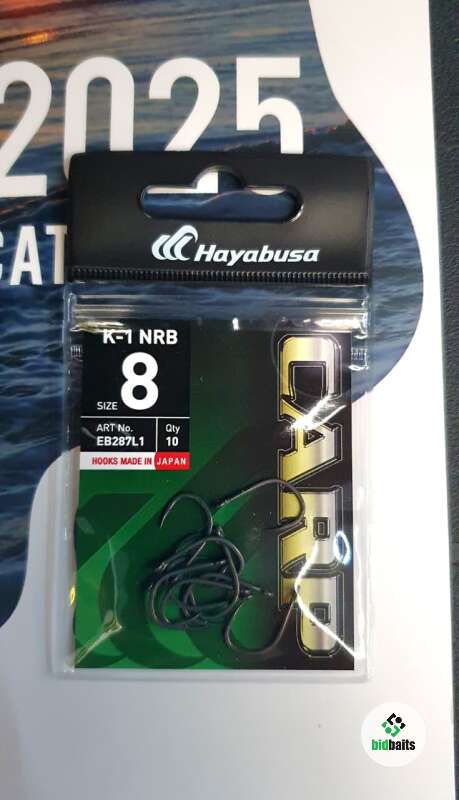 2025
CAT
Hayabusa
K-1 NRB
SIZE 8
ART No. Qty
EB287L1 10
HOOKS MADE IN JAPAN
CARP
bidbaits